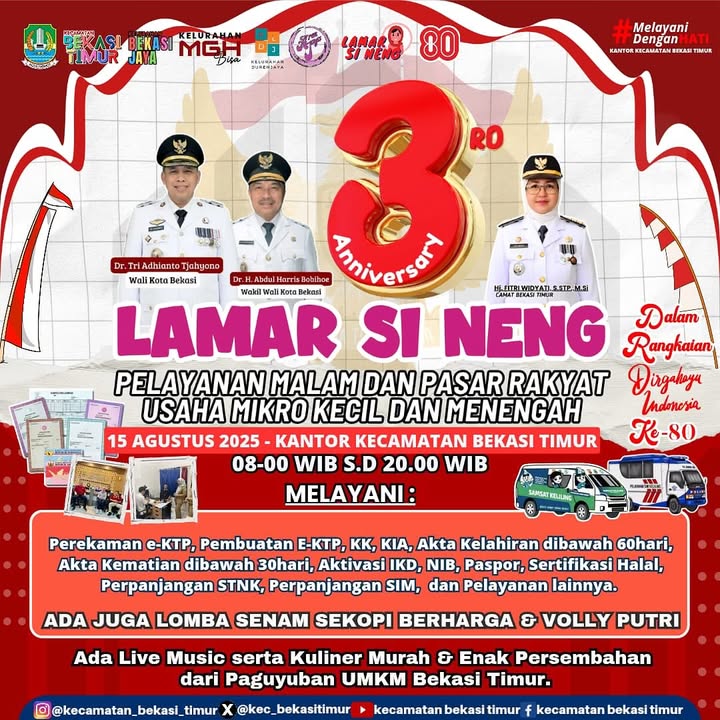 KECAMATAN
BEKASI TIMUR
BEKASI JAYA
KELURAHAN
MGH
Bisa
KELURAHAN
DURENJAYA
LAMAR SI NENG
80
#Melayani
DenganHATI
KANTOR KECAMATAN BEKASI TIMUR
3RD
Anniversary
Dr. Tri Adhianto Tjahyono
Wali Kota Bekasi
Dr. H. Abdul Harris Bobihoe
Wakil Wali Kota Bekasi
Hj. FITRI WIDYATI, S.STP., M.Si
CAMAT BEKASI TIMUR
LAMAR SI NENG
PELAYANAN MALAM DAN PASAR RAKYAT
USAHA MIKRO KECIL DAN MENENGAH
Dalam
Rangkaian
Dirgahayu
Indonesia
Ke-80
15 AGUSTUS 2025 - KANTOR KECAMATAN BEKASI TIMUR
08-00 WIB S.D 20.00 WIB
MELAYANI :
SAMSAT KELILING
Perekaman e-KTP, Pembuatan E-KTP, KK, KIA, Akta Kelahiran dibawah 60hari,
Akta Kematian dibawah 30hari, Aktivasi IKD, NIB, Paspor, Sertifikasi Halal,
Perpanjangan STNK, Perpanjangan SIM, dan Pelayanan lainnya.
ADA JUGA LOMBA SENAM SEKOPI BERHARGA & VOLLY PUTRI
Ada Live Music serta Kuliner Murah & Enak Persembahan
dari Paguyuban UMKM Bekasi Timur.
@kecamatan_bekasi_timur
@kec_bekasitimur
kecamatan bekasi timur
kecamatan bekasi timur